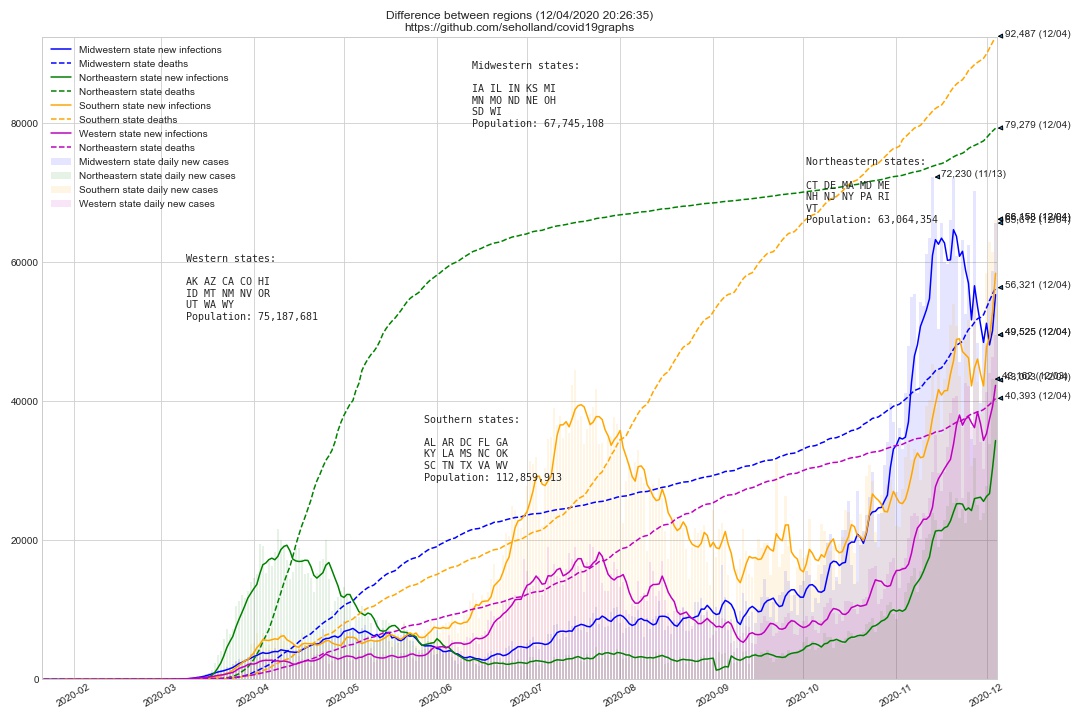 Difference between regions (12/04/2020 20:26:35)
https://github.com/seholland/covid19graphs
Midwestern state new infections
Midwestern state deaths
Northeastern state new infections
Northeastern state deaths
Southern state new infections
Southern state deaths
Western state new infections
Northeastern state deaths
Midwestern state daily new cases
Northeastern state daily new cases
Southern state daily new cases
Western state daily new cases
Midwestern states:
IA IL IN KS MI
MN MO ND NE OH
SD WI
Population: 67,745,108
Northeastern states:
CT DE MA MD ME
NH NJ NY PA RI
VT
Population: 63,064,354
Western states:
AK AZ CA CO HI
ID MT NM NV OR
UT WA WY
Population: 75,187,681
Southern states:
AL AR DC FL GA
KY LA MS NC OK
SC TN TX VA WV
Population: 112,859,913
92,487 (12/04)
79,279 (12/04)
72,230 (11/13)
56,321 (12/04)
49,525 (12/04)
40,393 (12/04)
80000
60000
40000
20000
0
2020-02
2020-03
2020-04
2020-05
2020-06
2020-07
2020-08
2020-09
2020-10
2020-11
2020-12